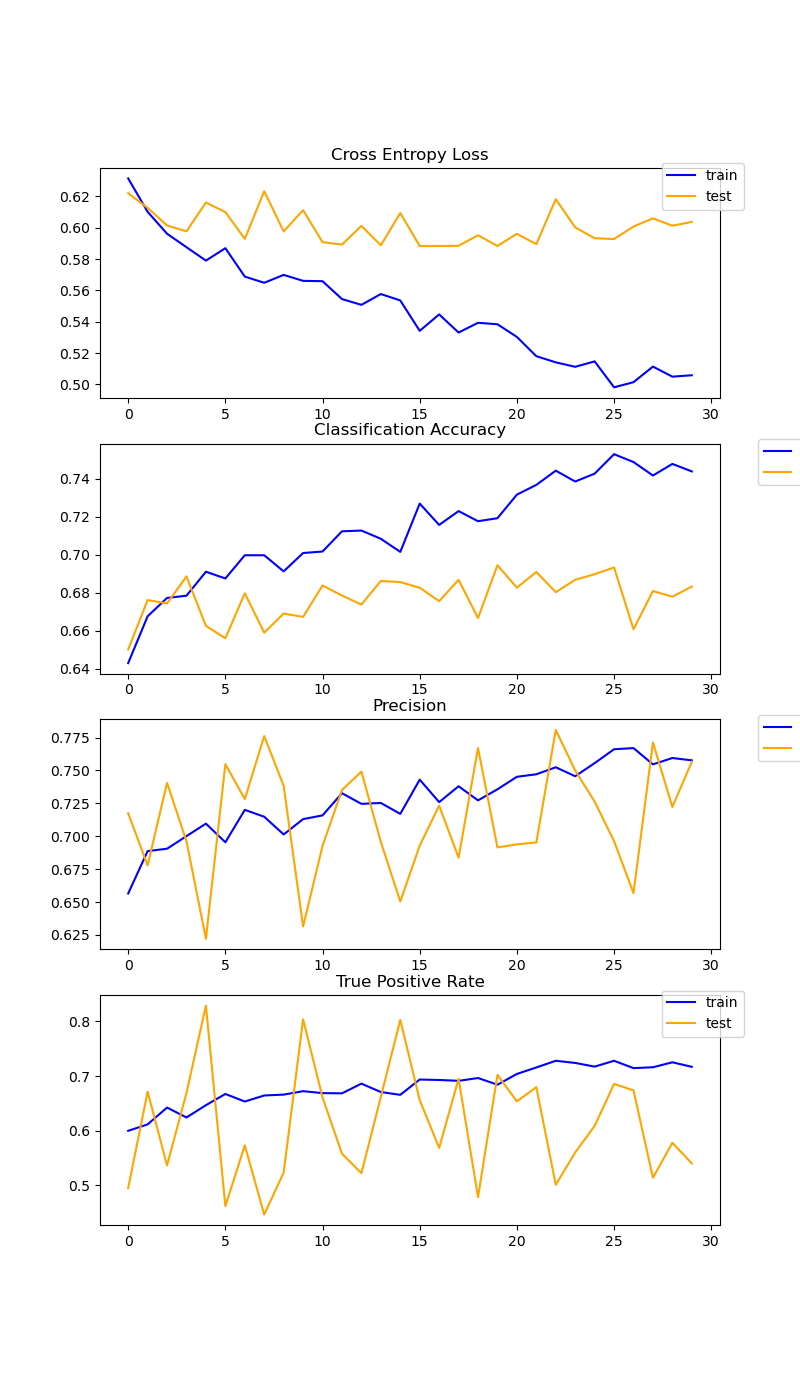 Cross Entropy Loss
train
test
0.62
0.60
0.58
0.56
0.54
0.52
0.50
0 5 10 15 20 25 30
Classification Accuracy
0.74
0.72
0.70
0.68
0.66
0.64
0 5 10 15 20 25 30
Precision
0.775
0.750
0.725
0.700
0.675
0.650
0.625
0 5 10 15 20 25 30
True Positive Rate
train
test
0.8
0.7
0.6
0.5
0 5 10 15 20 25 30